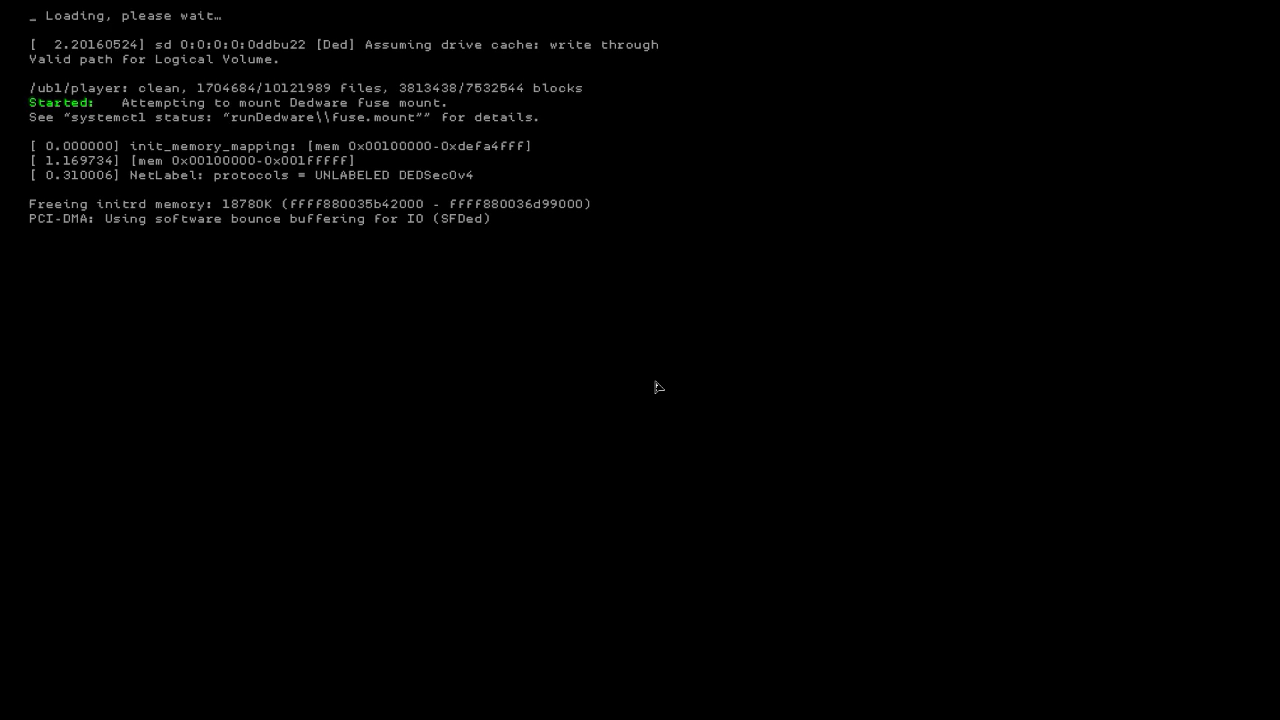 _ Loading, please wait…
[  2.20160524] sd 0:0:0:0:0ddbu22 [Ded] Assuming drive cache: write through
Valid path for Logical Volume.
/ubl/player: clean, 1704684/10121989 files, 3813438/7532544 blocks
Started:   Attempting to mount Dedware fuse mount.
See “systemctl status: “runDedware\\fuse.mount”” for details.
[ 0.000000] init_memory_mapping: [mem 0x00100000-0xdefa4fff]
[ 1.169734] [mem 0x00100000-0x001fffff]
[ 0.310006] NetLabel: protocols = UNLABELED DEDSec0v4
Freeing initrd memory: 18780K (ffff880035b42000 - ffff880036d99000)
PCI-DMA: Using software bounce buffering for IO (SFDed)